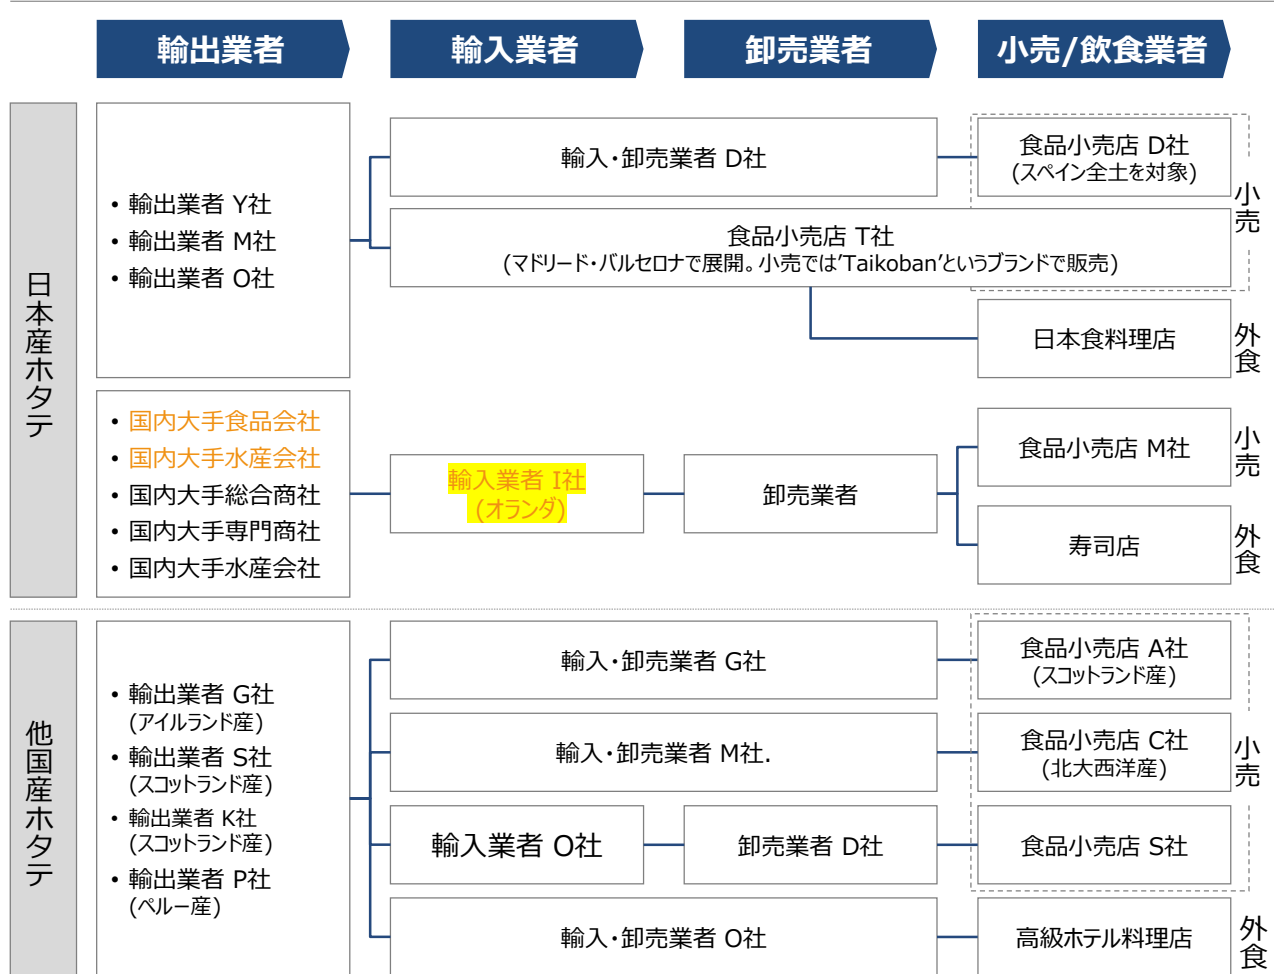 輸出業者
輸入業者
卸売業者
小売/飲食業者
日本産ホタテ
• 輸出業者 Y社
• 輸出業者 M社
• 輸出業者 O社
輸入・卸売業者 D社
食品小売店 D社
(スペイン全土を対象)
食品小売店 T社
(マドリード・バルセロナで展開。小売では'Taikoban'というブランドで販売)
小売
日本食料理店
外食
• 国内大手食品会社
• 国内大手水産会社
• 国内大手総合商社
• 国内大手専門商社
• 国内大手水産会社
輸入業者 I社
(オランダ)
卸売業者
食品小売店 M社
小売
寿司店
外食
他国産ホタテ
• 輸出業者 G社
(アイルランド産)
• 輸出業者 S社
(スコットランド産)
• 輸出業者 K社
(スコットランド産)
• 輸出業者 P社
(ペルー産)
輸入・卸売業者 G社
食品小売店 A社
(スコットランド産)
輸入・卸売業者 M社.
食品小売店 C社
(北大西洋産)
小売
輸入業者 O社
卸売業者 D社
食品小売店 S社
輸入・卸売業者 O社
高級ホテル料理店
外食